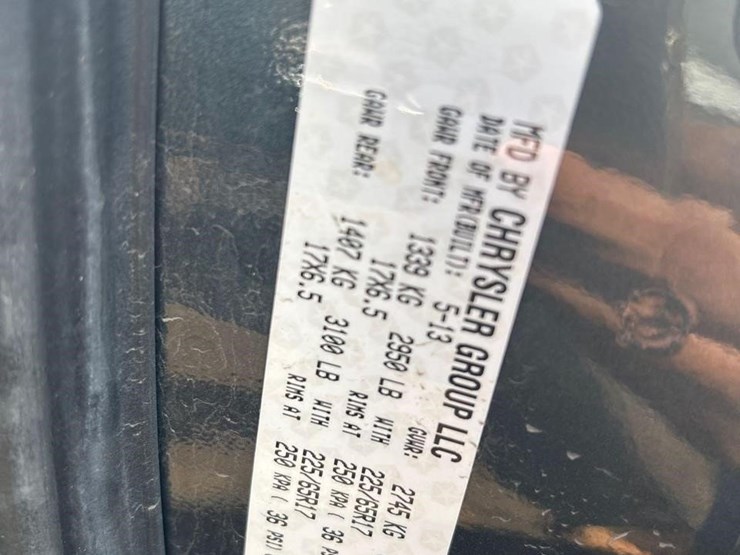 MFD BY CHRYSLER GROUP LLC
DATE OF MFR(BUILT): 5-13 GVWR: 2745 KG
GAWR FRONT: 1339 KG 2950 LB WITH 225/65R17
17X6.5 RIMS AT 250 KPA ( 36 P
GAWR REAR: 1407 KG 3100 LB WITH 225/65R17
17X6.5 RIMS AT 250 KPA ( 36 PSI)